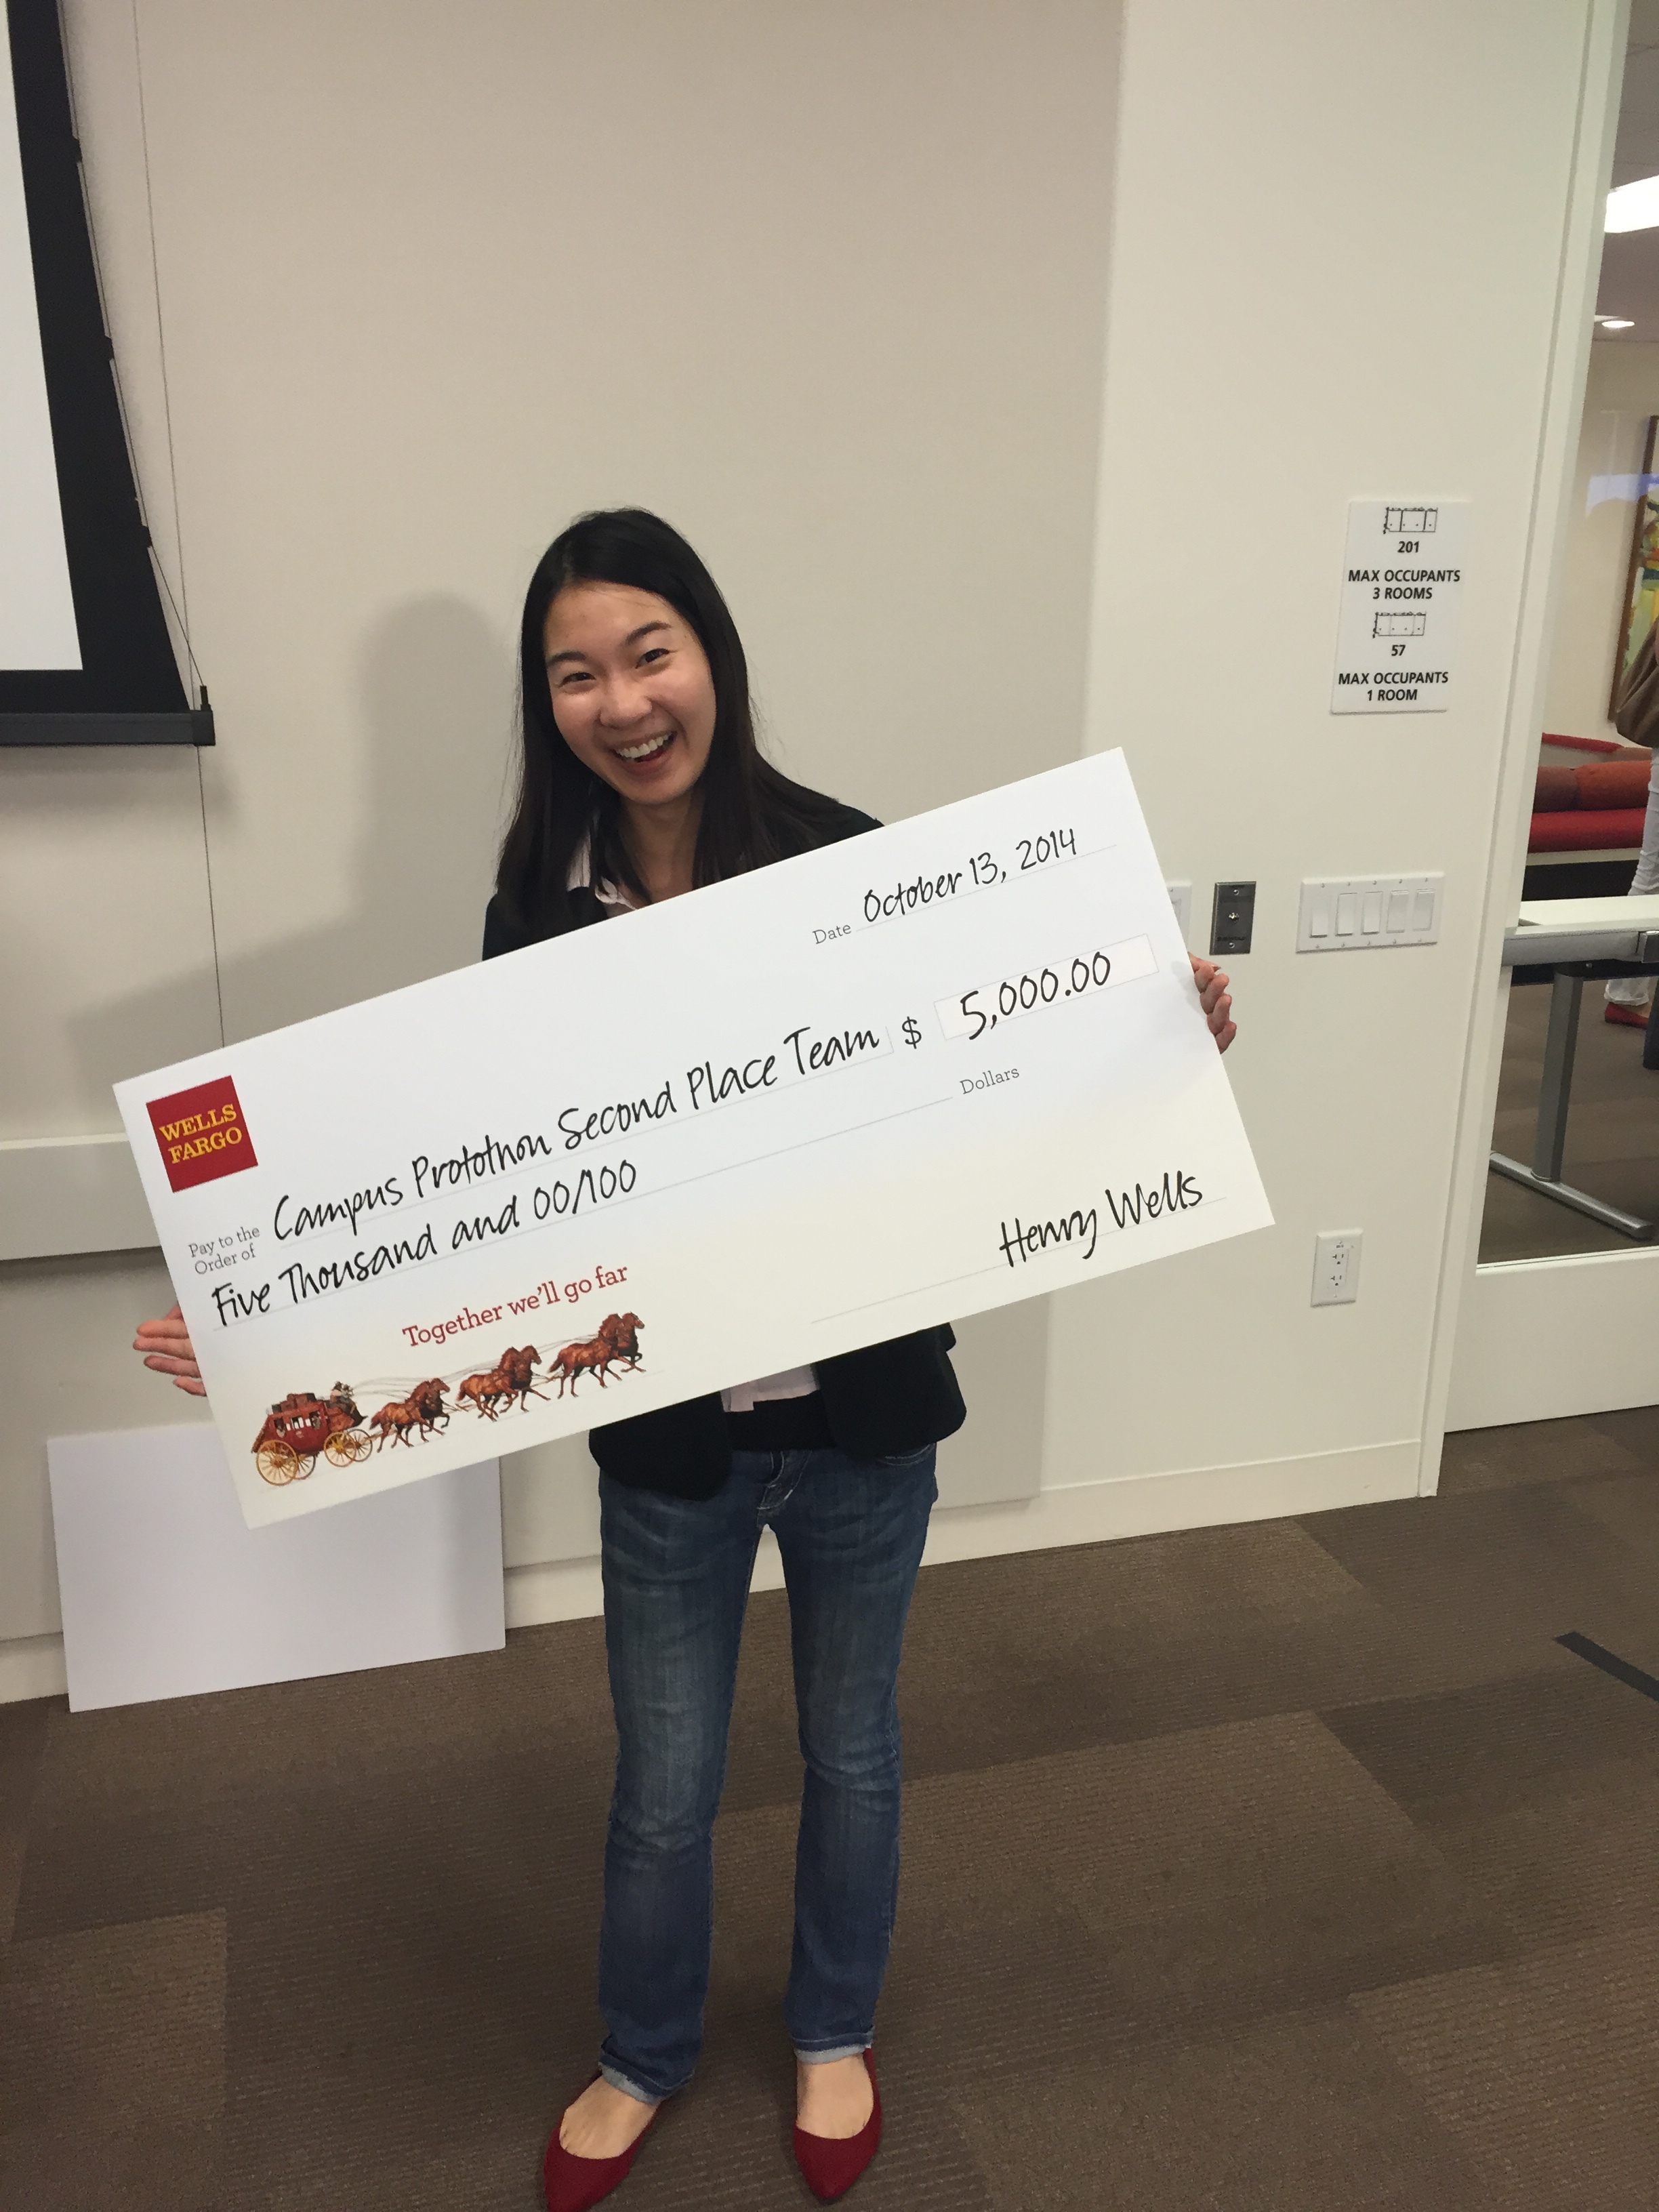 Date October 13, 2014
WELLS
FARGO
Pay to the
Order of
Campus Protothon Second Place Team $ 5,000.00
Five Thousand and 00/100 Dollars
Together we'll go far
Henry Wells
201
MAX OCCUPANTS
3 ROOMS
57
MAX OCCUPANTS
1 ROOM